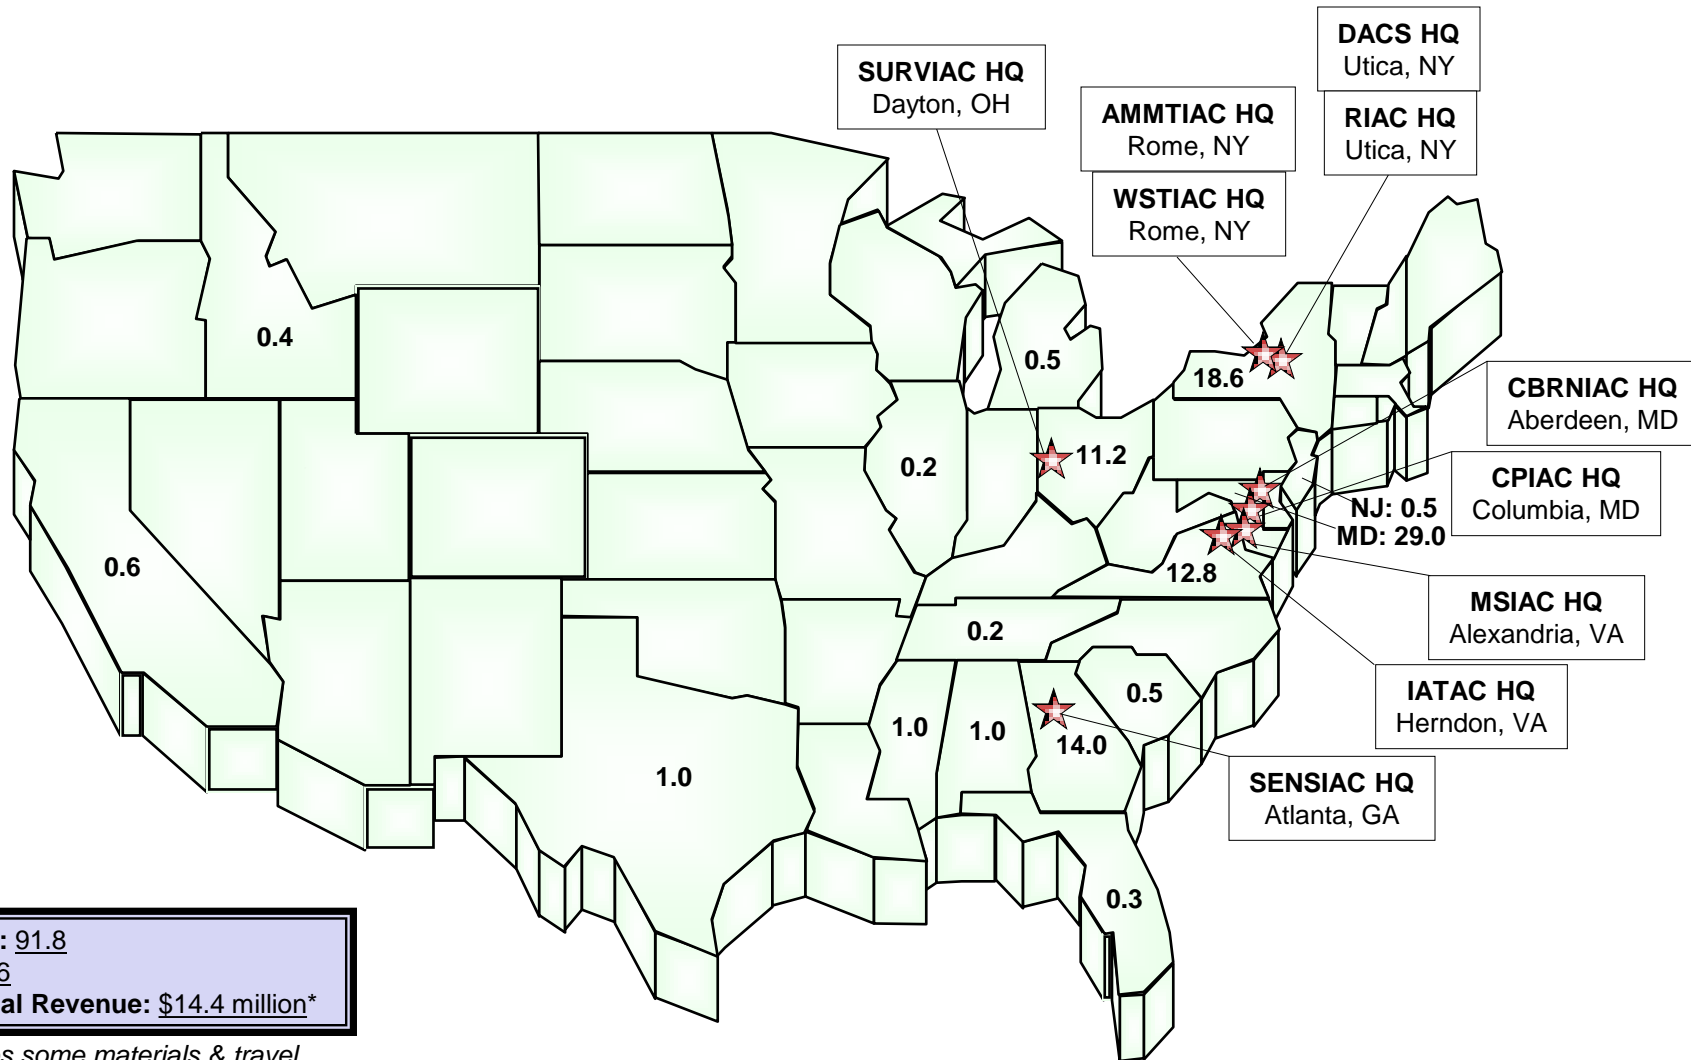 DACS HQ
Utica, NY
SURVIAC HQ
Dayton, OH
AMMTIAC HQ
Rome, NY
RIAC HQ
Utica, NY
WSTIAC HQ
Rome, NY
0.4
0.5
18.6
CBRNIAC HQ
Aberdeen, MD
0.2
11.2
CPIAC HQ
Columbia, MD
NJ: 0.5
MD: 29.0
0.6
12.8
MSIAC HQ
Alexandria, VA
0.2
IATAC HQ
Herndon, VA
0.5
1.0
1.0
14.0
1.0
SENSIAC HQ
Atlanta, GA
0.3
: 91.8
6
al Revenue: $14.4 million*
s some materials & travel